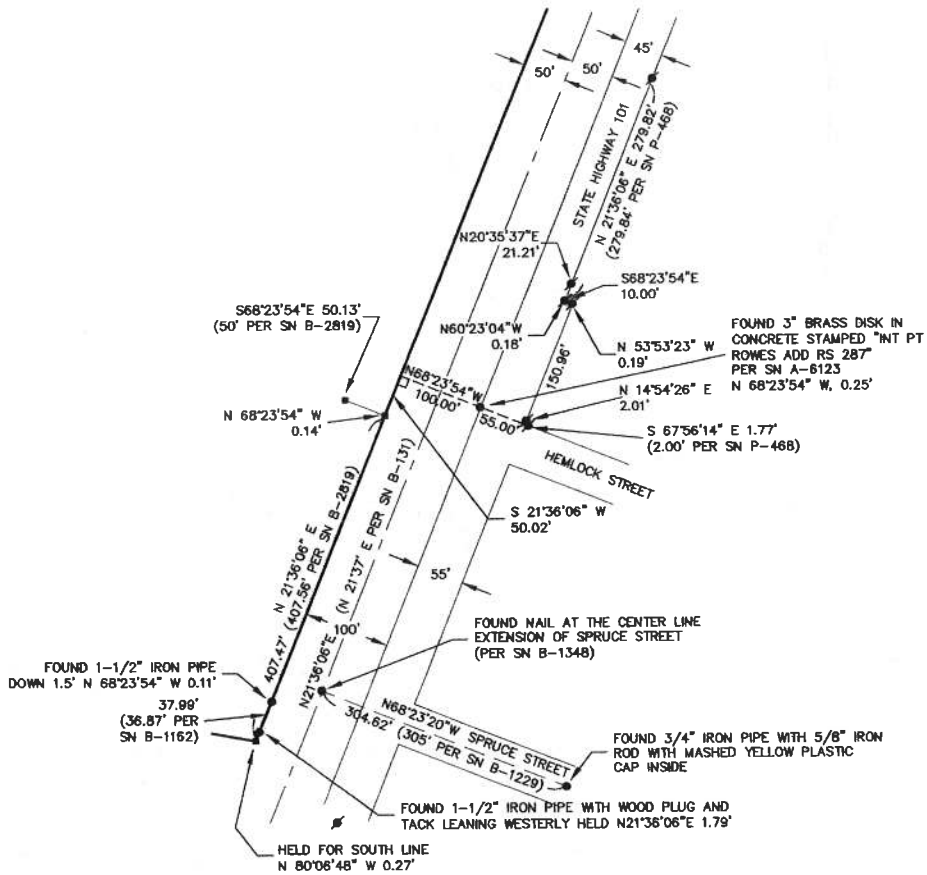 45'
50'
50'
STATE HIGHWAY 101
N 21°36'06" E 279.82'
(279.84' PER SN P-468)
N20°35'37"E
21.21'
S68°23'54"E
10.00'
S68°23'54"E 50.13'
(50' PER SN B-2819)
N60°23'04"W
0.18'
N 53°53'23" W
0.19'
FOUND 3" BRASS DISK IN
CONCRETE STAMPED "INT PT
ROWES ADD RS 287"
PER SN A-6123
N 68°23'54" W, 0.25'
150.96'
N68°23'54"W
100.00'
55.00'
N 14°54'26" E
2.01'
N 68°23'54" W
0.14'
S 67°56'14" E 1.77'
(2.00' PER SN P-468)
HEMLOCK STREET
S 21°36'06" W
50.02'
N 21°36'06" E
407.47' (407.56' PER SN B-2819)
N21°36'06"E (N 21°37' E PER SN B-131)
55'
100'
FOUND NAIL AT THE CENTER LINE
EXTENSION OF SPRUCE STREET
(PER SN B-1348)
FOUND 1-1/2" IRON PIPE
DOWN 1.5' N 68°23'54" W 0.11'
37.99'
(36.87' PER
SN B-1162)
N68°23'20"W SPRUCE STREET
304.62' (305' PER SN B-1229)
FOUND 3/4" IRON PIPE WITH 5/8" IRON
ROD WITH MASHED YELLOW PLASTIC
CAP INSIDE
FOUND 1-1/2" IRON PIPE WITH WOOD PLUG AND
TACK LEANING WESTERLY HELD N21°36'06"E 1.79'
HELD FOR SOUTH LINE
N 80°06'48" W 0.27'